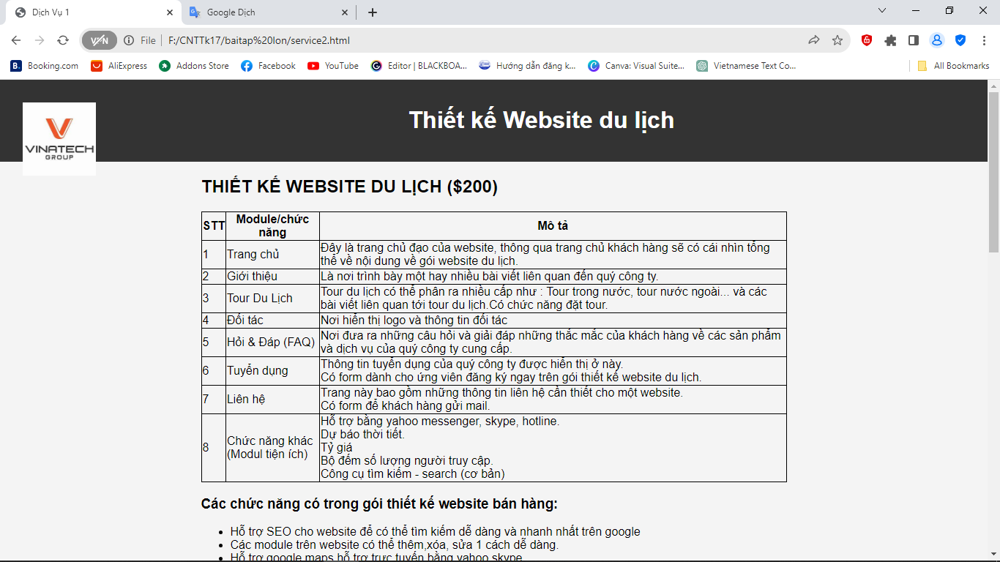 Dịch Vụ 1
Google Dịch
VPN
File
F:/CNTTk17/baitap%20lon/service2.html
Booking.com
AliExpress
Addons Store
Facebook
YouTube
Editor | BLACKBOA...
Hướng dẫn đăng k...
Canva: Visual Suite...
Vietnamese Text Co...
All Bookmarks
VINATECH
GROUP
Thiết kế Website du lịch
THIẾT KẾ WEBSITE DU LỊCH ($200)
STT Module/chức năng Mô tả
1 Trang chủ Đây là trang chủ đạo của website, thông qua trang chủ khách hàng sẽ có cái nhìn tổng
thể về nội dung về gói website du lịch.
2 Giới thiệu Là nơi trình bày một hay nhiều bài viết liên quan đến quý công ty.
3 Tour Du Lịch Tour du lịch có thể phân ra nhiều cấp như : Tour trong nước, tour nước ngoài... và các
bài viết liên quan tới tour du lịch.Có chức năng đặt tour.
4 Đối tác Nơi hiển thị logo và thông tin đối tác
5 Hỏi & Đáp (FAQ) Nơi đưa ra những câu hỏi và giải đáp những thắc mắc của khách hàng về các sản phẩm
và dịch vụ của quý công ty cung cấp.
6 Tuyển dụng Thông tin tuyển dụng của quý công ty được hiển thị ở này.
Có form dành cho ứng viên đăng ký ngay trên gói thiết kế website du lịch.
7 Liên hệ Trang này bao gồm những thông tin liên hệ cần thiết cho một website.
Có form để khách hàng gửi mail.
8 Chức năng khác
(Modul tiện ích)
Hỗ trợ bằng yahoo messenger, skype, hotline.
Dự báo thời tiết.
Tỷ giá
Bộ đếm số lượng người truy cập.
Công cụ tìm kiếm - search (cơ bản)
Các chức năng có trong gói thiết kế website bán hàng:
Hỗ trợ SEO cho website để có thể tìm kiếm dễ dàng và nhanh nhất trên google
Các module trên website có thể thêm,xóa, sửa 1 cách dễ dàng.
Hỗ trợ google maps,hỗ trợ trực tuyến bằng yahoo,skype